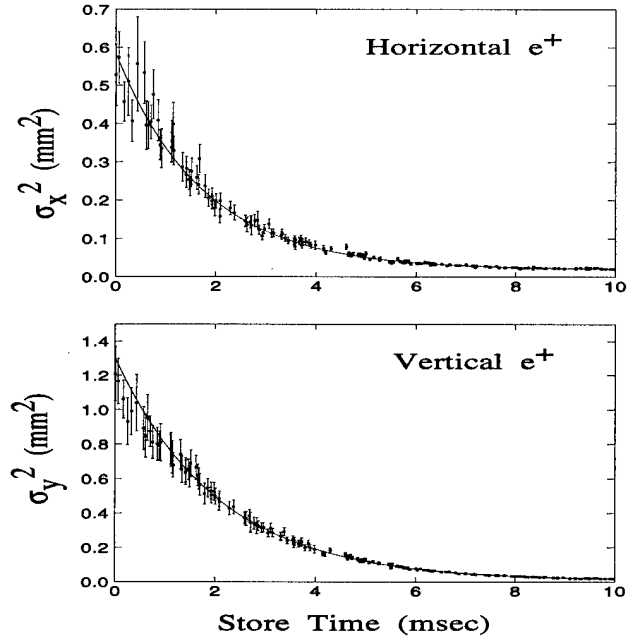 0.7
0.6
0.5
0.4
0.3
0.2
0.1
0.0
σx² (mm²)
Horizontal e⁺
0 2 4 6 8 10
1.4
1.2
1.0
0.8
0.6
0.4
0.2
0.0
σy² (mm²)
Vertical e⁺
0 2 4 6 8 10
Store Time (msec)